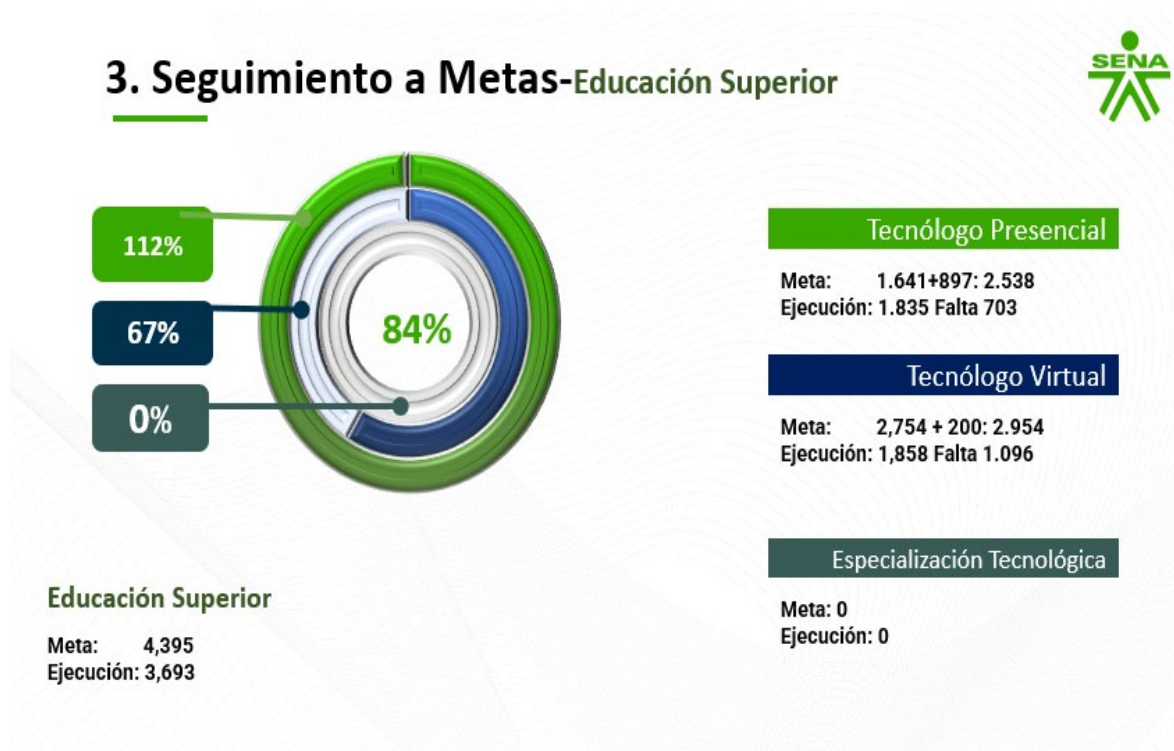 SENA
3. Seguimiento a Metas-Educación Superior
112%
67%
0%
84%
Tecnólogo Presencial
Meta: 1.641+897: 2.538
Ejecución: 1.835 Falta 703
Tecnólogo Virtual
Meta: 2,754 + 200: 2.954
Ejecución: 1,858 Falta 1.096
Especialización Tecnológica
Meta: 0
Ejecución: 0
Educación Superior
Meta: 4,395
Ejecución: 3,693